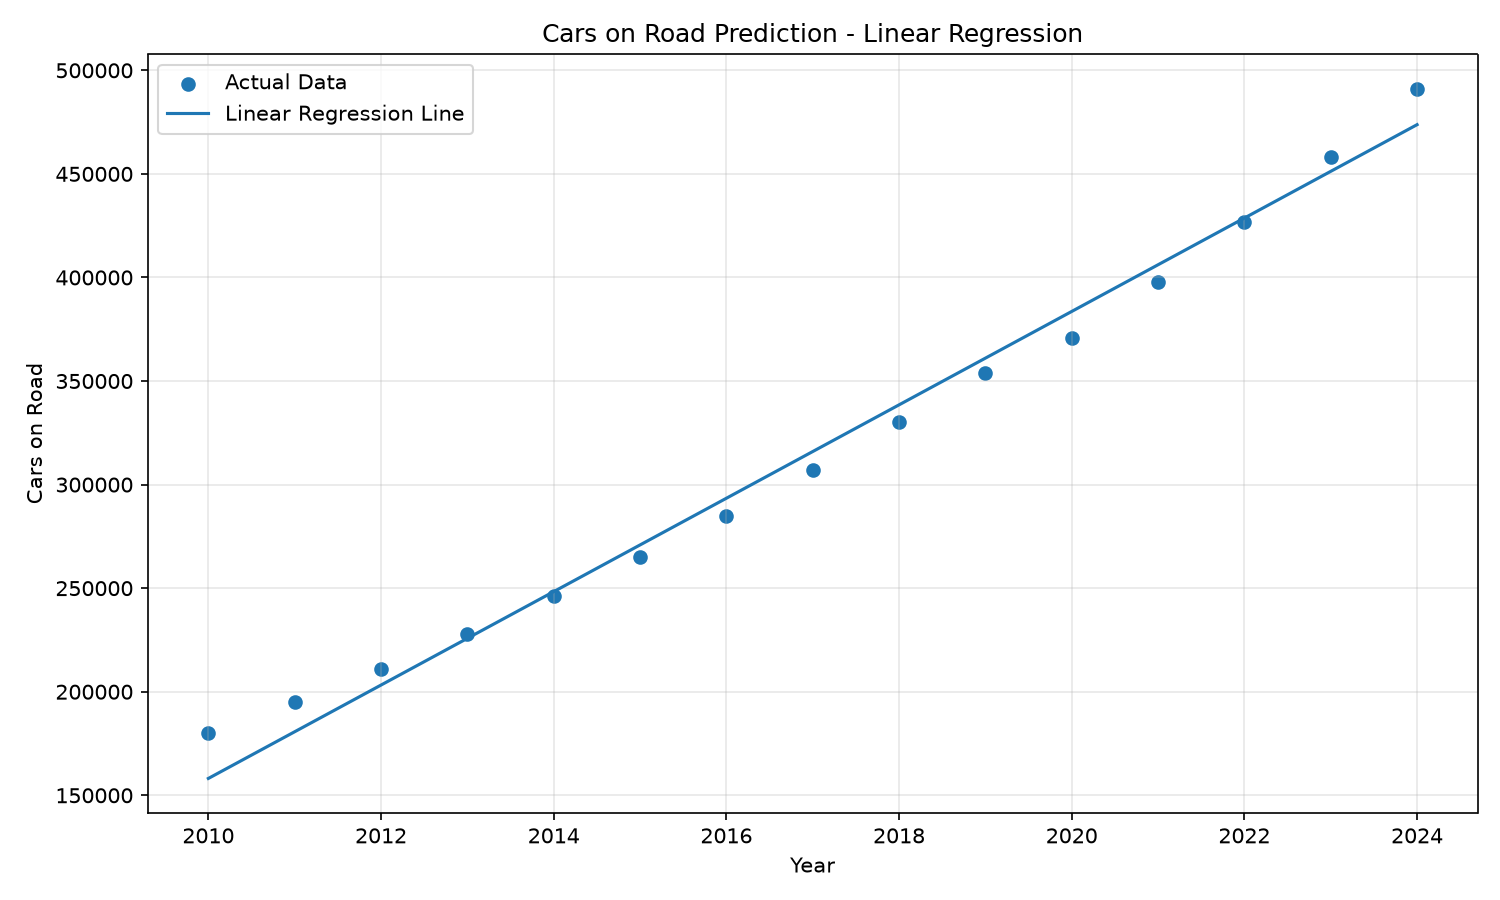 Cars on Road Prediction - Linear Regression
Actual Data
Linear Regression Line
500000
450000
400000
350000
300000
250000
200000
150000
Cars on Road
2010 2012 2014 2016 2018 2020 2022 2024
Year